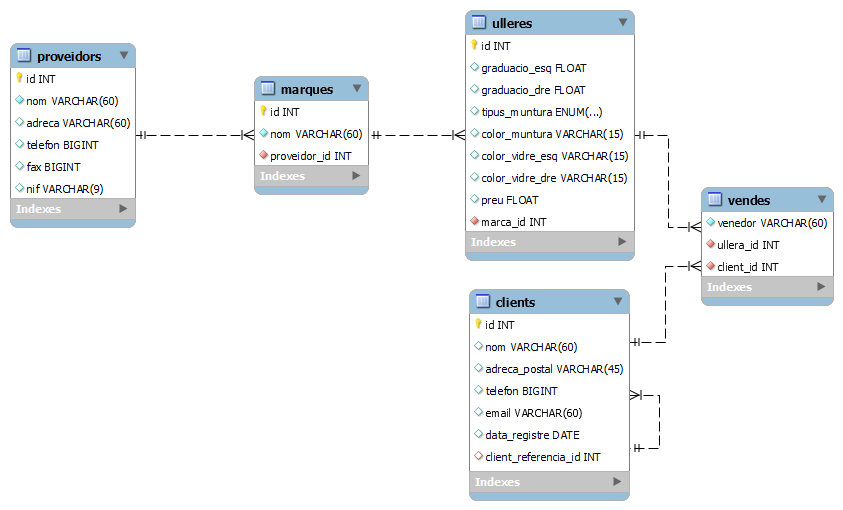 proveidors
id INT
nom VARCHAR(60)
adreca VARCHAR(60)
telefon BIGINT
fax BIGINT
nif VARCHAR(9)
Indexes
marques
id INT
nom VARCHAR(60)
proveidor_id INT
Indexes
ulleres
id INT
graduacio_esq FLOAT
graduacio_dre FLOAT
tipus_muntura ENUM(...)
color_muntura VARCHAR(15)
color_vidre_esq VARCHAR(15)
color_vidre_dre VARCHAR(15)
preu FLOAT
marca_id INT
Indexes
vendes
venedor VARCHAR(60)
ullera_id INT
client_id INT
Indexes
clients
id INT
nom VARCHAR(60)
adreca_postal VARCHAR(45)
telefon BIGINT
email VARCHAR(60)
data_registre DATE
client_referencia_id INT
Indexes